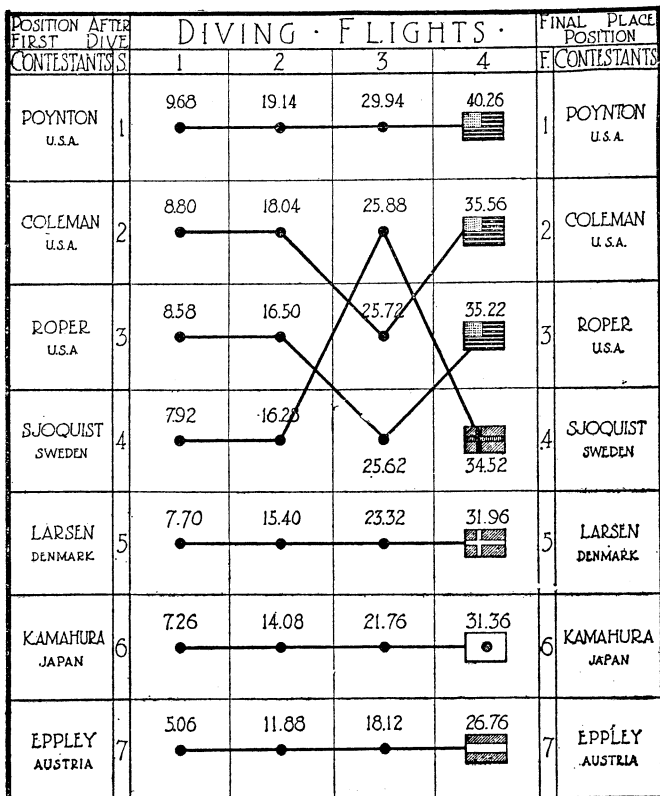 POSITION AFTER FIRST DIVE
DIVING · FLIGHTS ·
FINAL PLACE POSITION
CONTESTANTS S. 1 2 3 4 F. CONTESTANTS
9.68 19.14 29.94 40.26
POYNTON 1 1 POYNTON
U.S.A. U.S.A.
8.80 18.04 25.88 35.56
COLEMAN 2 2 COLEMAN
U.S.A. U.S.A.
8.58 16.50 25.72 35.22
ROPER 3 3 ROPER
U.S.A U.S.A.
7.92 16.28
SJOQUIST 4 4 SJOQUIST
SWEDEN SWEDEN
25.62 34.52
7.70 15.40 23.32 31.96
LARSEN 5 5 LARSEN
DENMARK DENMARK
7.26 14.08 21.76 31.36
KAMAHURA 6 6 KAMAHURA
JAPAN JAPAN
5.06 11.88 18.12 26.76
EPPLEY 7 7 EPPLEY
AUSTRIA AUSTRIA